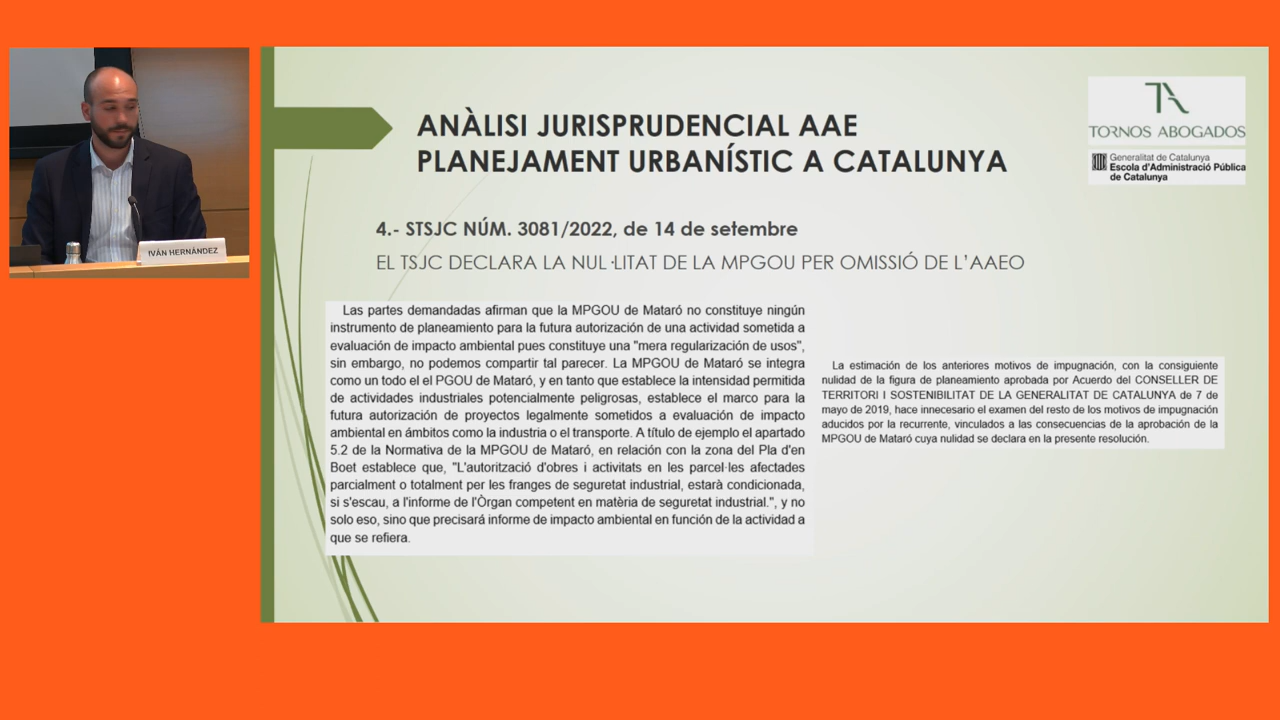 IVÁN HERNÁNDEZ
ANÀLISI JURISPRUDENCIAL AAE
PLANEJAMENT URBANÍSTIC A CATALUNYA
TORNOS ABOGADOS
Generalitat de Catalunya
Escola d'Administració Pública
de Catalunya
4.- STSJC NÚM. 3081/2022, de 14 de setembre
EL TSJC DECLARA LA NUL·LITAT DE LA MPGOU PER OMISSIÓ DE L'AAEO
Las partes demandadas afirman que la MPGOU de Mataró no constituye ningún
instrumento de planeamiento para la futura autorización de una actividad sometida a
evaluación de impacto ambiental pues constituye una "mera regularización de usos",
sin embargo, no podemos compartir tal parecer. La MPGOU de Mataró se integra
como un todo el el PGOU de Mataró, y en tanto que establece la intensidad permitida
de actividades industriales potencialmente peligrosas, establece el marco para la
futura autorización de proyectos legalmente sometidos a evaluación de impacto
ambiental en ámbitos como la industria o el transporte. A título de ejemplo el apartado
5.2 de la Normativa de la MPGOU de Mataró, en relación con la zona del Pla d'en
Boet establece que, "L'autorització d'obres i activitats en les parcel·les afectades
parcialment o totalment per les franges de seguretat industrial, estarà condicionada,
si s'escau, a l'informe de l'Òrgan competent en matèria de seguretat industrial.", y no
solo eso, sino que precisará informe de impacto ambiental en función de la actividad a
que se refiera.
La estimación de los anteriores motivos de impugnación, con la consiguiente
nulidad de la figura de planeamiento aprobada por Acuerdo del CONSELLER DE
TERRITORI I SOSTENIBILITAT DE LA GENERALITAT DE CATALUNYA de 7 de
mayo de 2019, hace innecesario el examen del resto de los motivos de impugnación
aducidos por la recurrente, vinculados a las consecuencias de la aprobación de la
MPGOU de Mataró cuya nulidad se declara en la presente resolución.